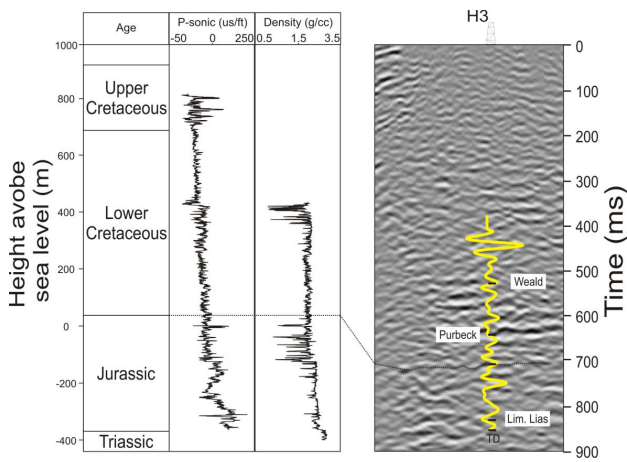 H3
Age
P-sonic (us/ft)
-50 0 250
Density (g/cc)
0.5 1.5 2.5 3.5
Height avobe
sea level (m)
1000
800
600
400
200
0
-200
-400
Upper
Cretaceous
Lower
Cretaceous
Jurassic
Triassic
Weald
Purbeck
Lim. Lias
TD
0
100
200
300
400
500
600
700
800
900
Time (ms)